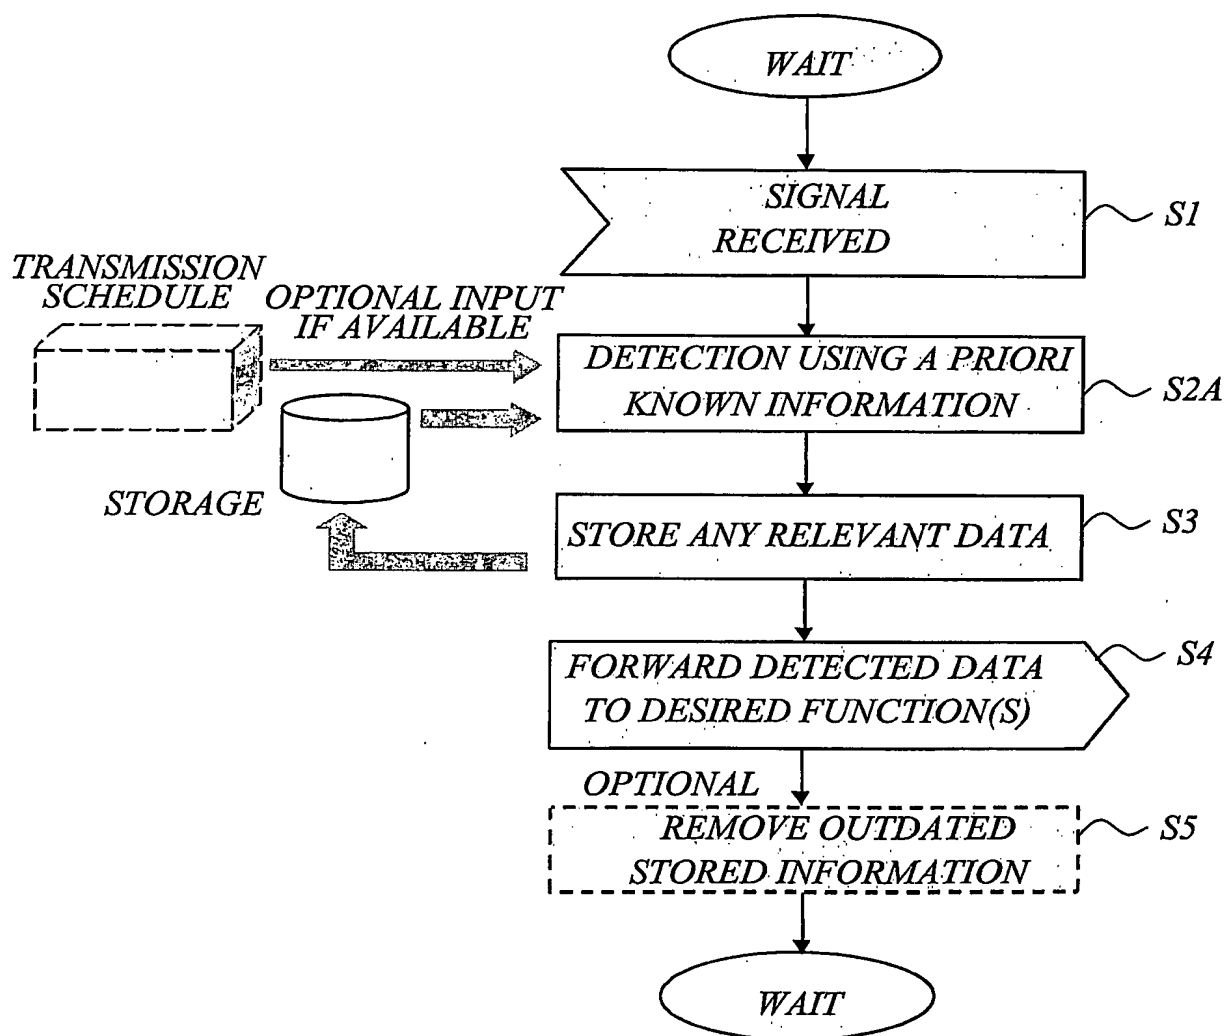 WAIT
SIGNAL
RECEIVED
S1
TRANSMISSION
SCHEDULE
OPTIONAL INPUT
IF AVAILABLE
DETECTION USING A PRIORI
KNOWN INFORMATION
S2A
STORAGE
STORE ANY RELEVANT DATA
S3
FORWARD DETECTED DATA
TO DESIRED FUNCTION(S)
S4
OPTIONAL
REMOVE OUTDATED
STORED INFORMATION
S5
WAIT